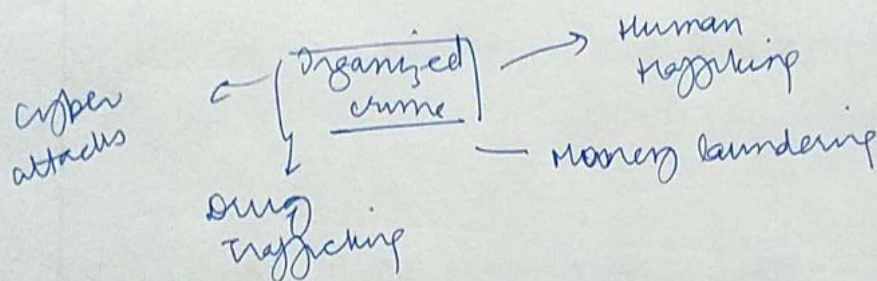 Organized
crime
Human
trafficking
Cyber
attacks
Money laundering
Drug
Trafficking